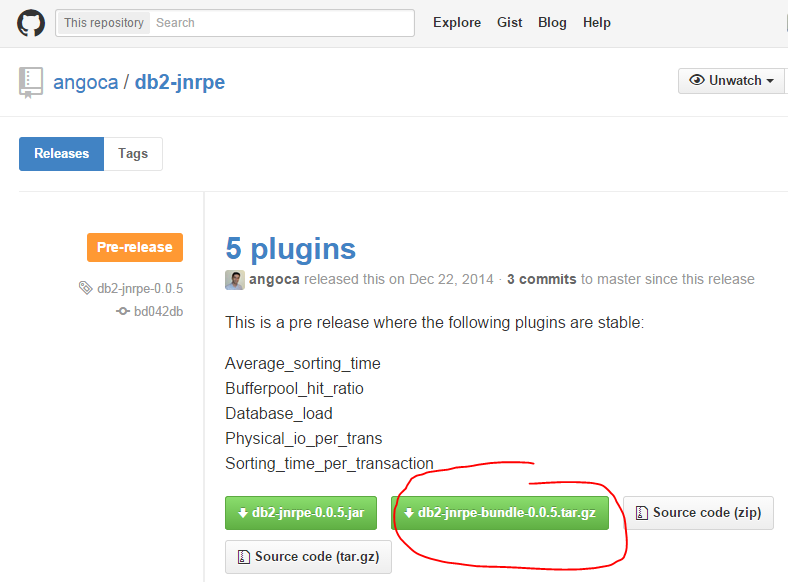 This repository Search Explore Gist Blog Help
angoca / db2-jnrpe Unwatch
Releases Tags
Pre-release
db2-jnrpe-0.0.5
bd042db
5 plugins
angoca released this on Dec 22, 2014 · 3 commits to master since this release
This is a pre release where the following plugins are stable:
Average_sorting_time
Bufferpool_hit_ratio
Database_load
Physical_io_per_trans
Sorting_time_per_transaction
db2-jnrpe-0.0.5.jar db2-jnrpe-bundle-0.0.5.tar.gz Source code (zip)
Source code (tar.gz)